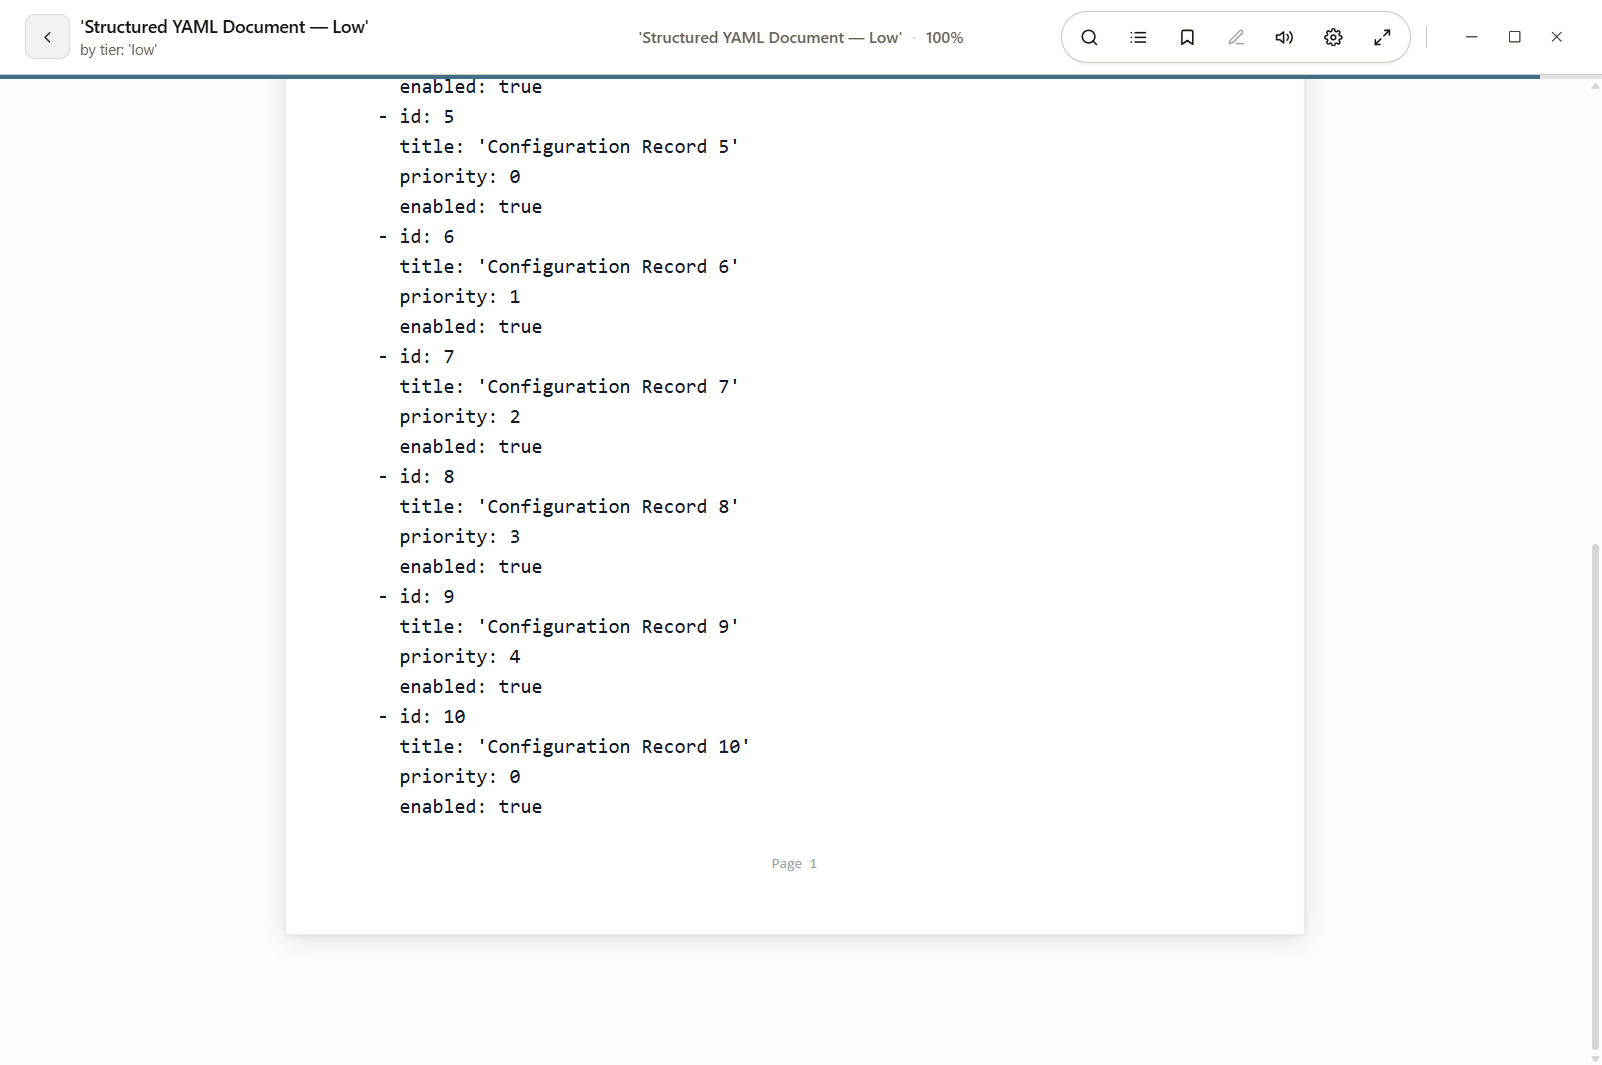 'Structured YAML Document — Low'
by tier: 'low'
'Structured YAML Document — Low' · 100%
enabled: true
- id: 5
title: 'Configuration Record 5'
priority: 0
enabled: true
- id: 6
title: 'Configuration Record 6'
priority: 1
enabled: true
- id: 7
title: 'Configuration Record 7'
priority: 2
enabled: true
- id: 8
title: 'Configuration Record 8'
priority: 3
enabled: true
- id: 9
title: 'Configuration Record 9'
priority: 4
enabled: true
- id: 10
title: 'Configuration Record 10'
priority: 0
enabled: true
Page 1